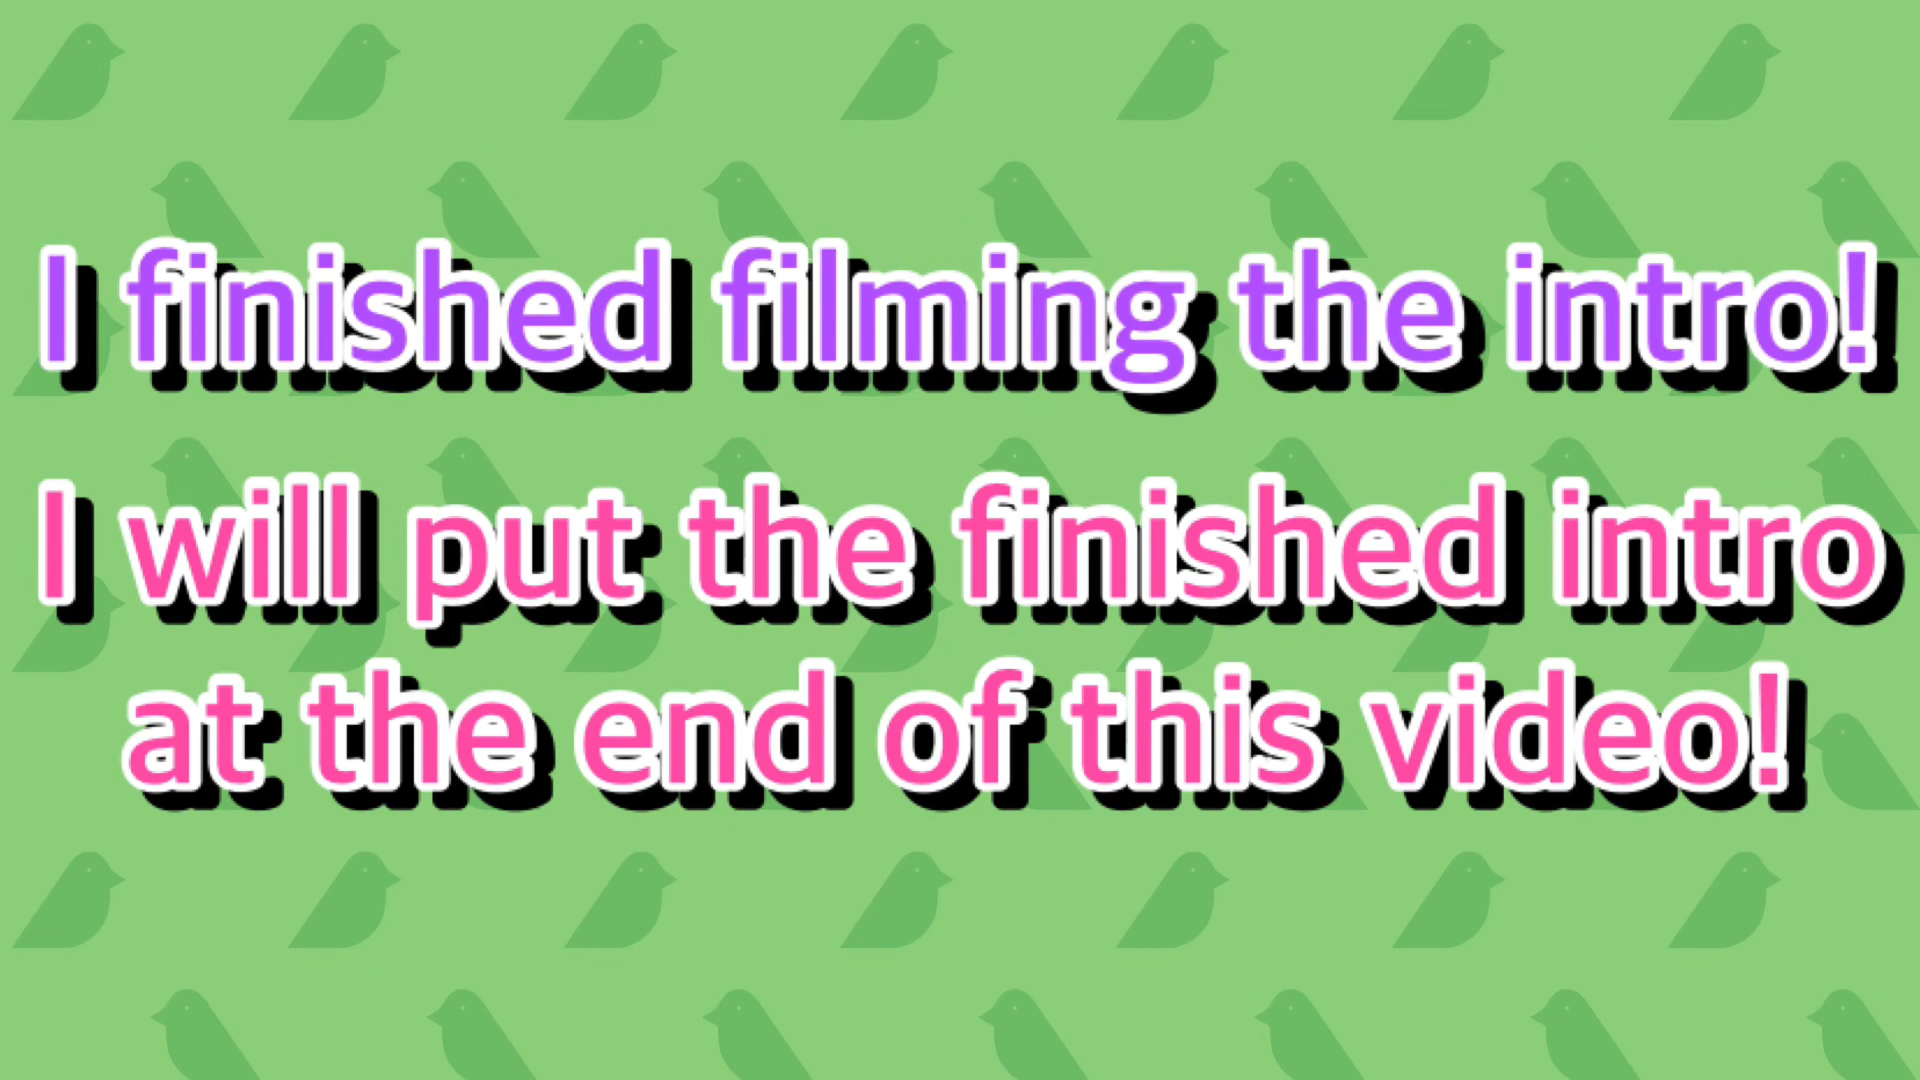 I finished filming the intro!
I will put the finished intro
at the end of this video!